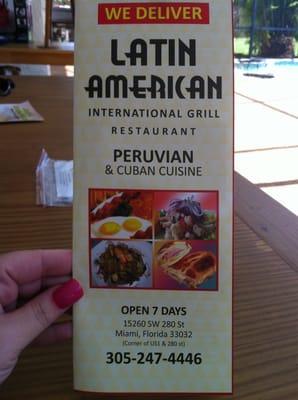 WE DELIVER
LATIN
AMERICAN
INTERNATIONAL GRILL
RESTAURANT
PERUVIAN
& CUBAN CUISINE
OPEN 7 DAYS
15260 SW 280 St
Miami, Florida 33032
(Corner of US1 & 280 st)
305-247-4446